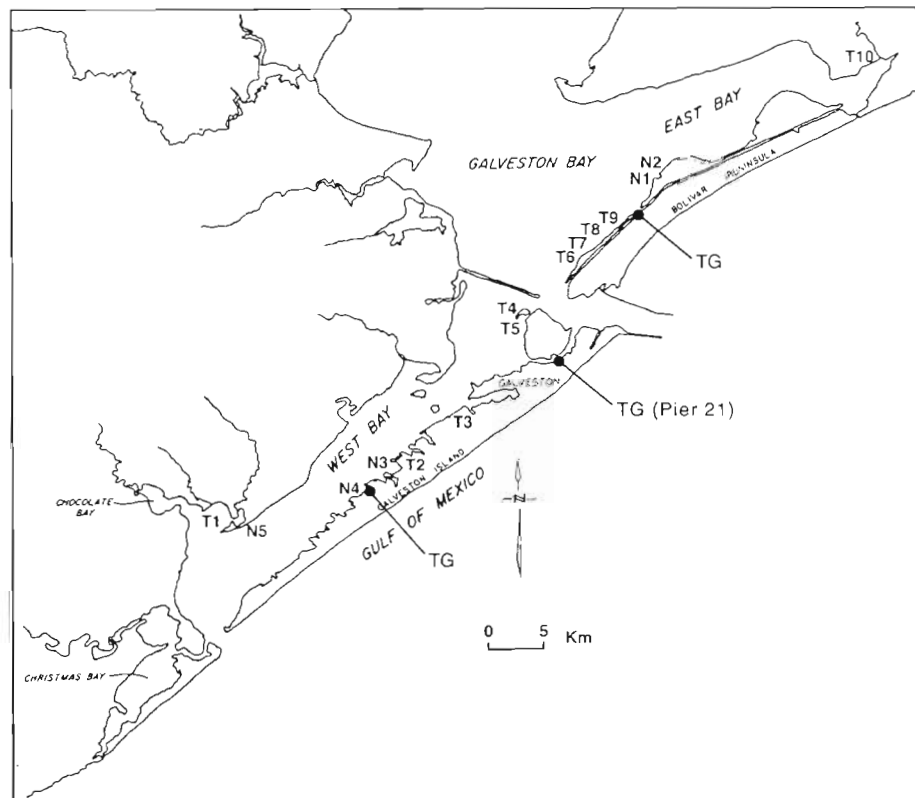 T10
EAST BAY
GALVESTON BAY
N2
N1
BOLIVAR PENINSULA
T9
T8
T7
T6
TG
T4
T5
GALVESTON
TG (Pier 21)
WEST BAY
T3
N3
T2
N4
GALVESTON ISLAND
GULF OF MEXICO
N
CHOCOLATE
BAY
T1
N5
TG
0 5 Km
CHRISTMAS BAY